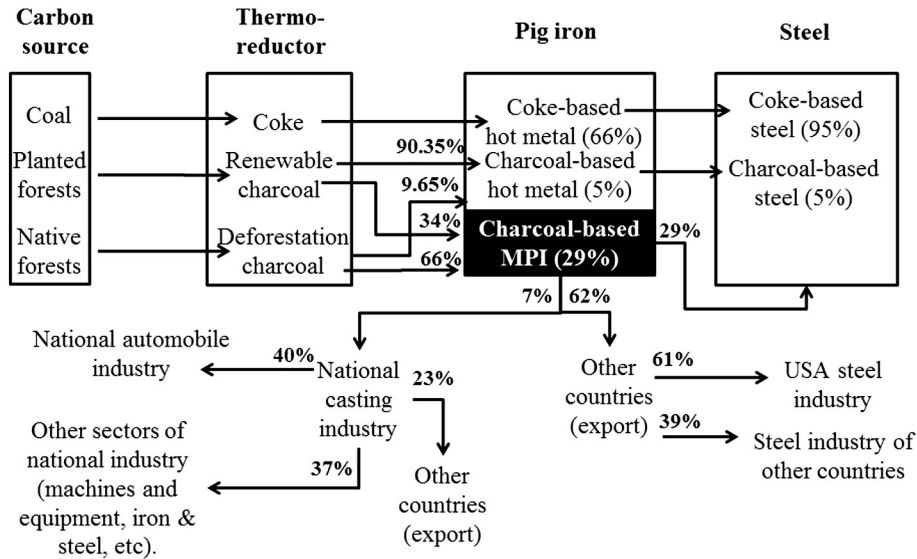 Carbon
source
Thermo-
reductor
Pig iron
Steel
Coal
Planted
forests
Native
forests
Coke
Renewable
charcoal
Deforestation
charcoal
90.35%
9.65%
34%
66%
Coke-based
hot metal (66%)
Charcoal-based
hot metal (5%)
Charcoal-based
MPI (29%)
29%
Coke-based
steel (95%)
Charcoal-based
steel (5%)
7%
62%
National automobile
industry
40%
National
casting
industry
23%
Other
countries
(export)
37%
Other sectors of
national industry
(machines and
equipment, iron &
steel, etc).
Other
countries
(export)
61%
USA steel
industry
39%
Steel industry of
other countries